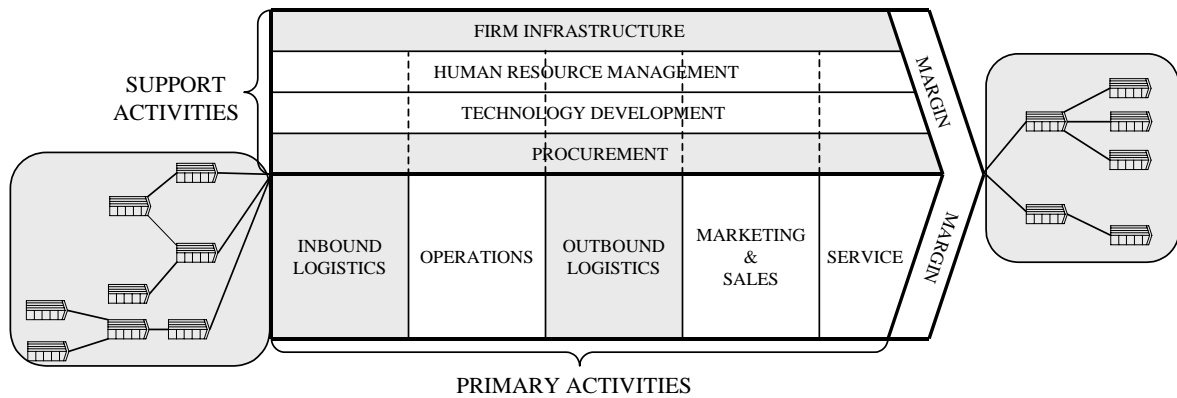 FIRM INFRASTRUCTURE
HUMAN RESOURCE MANAGEMENT
TECHNOLOGY DEVELOPMENT
PROCUREMENT
SUPPORT
ACTIVITIES
MARGIN
INBOUND
LOGISTICS
OPERATIONS
OUTBOUND
LOGISTICS
MARKETING
&
SALES
SERVICE
MARGIN
PRIMARY ACTIVITIES